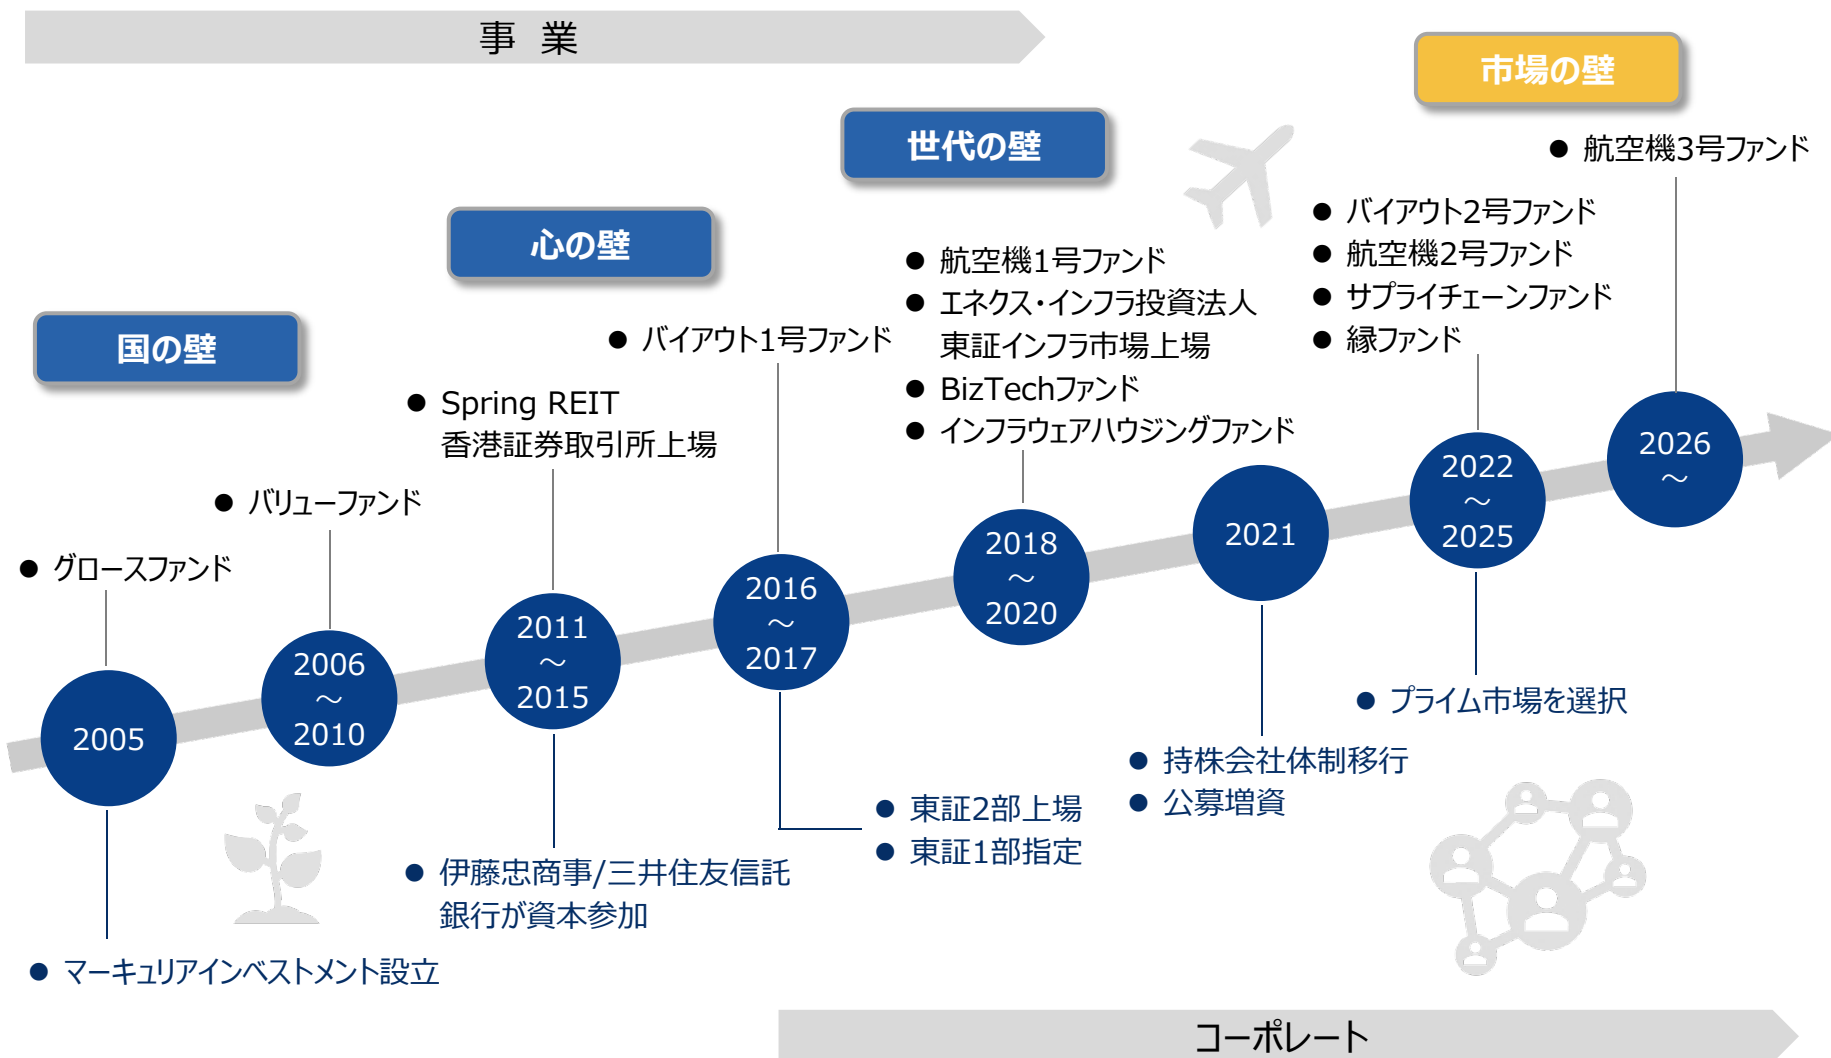 事 業
市場の壁
世代の壁
心の壁
国の壁
● 航空機3号ファンド
● バイアウト2号ファンド
● 航空機2号ファンド
● サプライチェーンファンド
● 縁ファンド
● 航空機1号ファンド
● エネクス・インフラ投資法人
東証インフラ市場上場
● BizTechファンド
● インフラウェアハウジングファンド
● バイアウト1号ファンド
● Spring REIT
香港証券取引所上場
● バリューファンド
● グロースファンド
2005
2006
～
2010
2011
～
2015
2016
～
2017
2018
～
2020
2021
2022
～
2025
2026
～
● プライム市場を選択
● 持株会社体制移行
● 公募増資
● 東証2部上場
● 東証1部指定
● 伊藤忠商事/三井住友信託
銀行が資本参加
● マーキュリアインベストメント設立
コーポレート